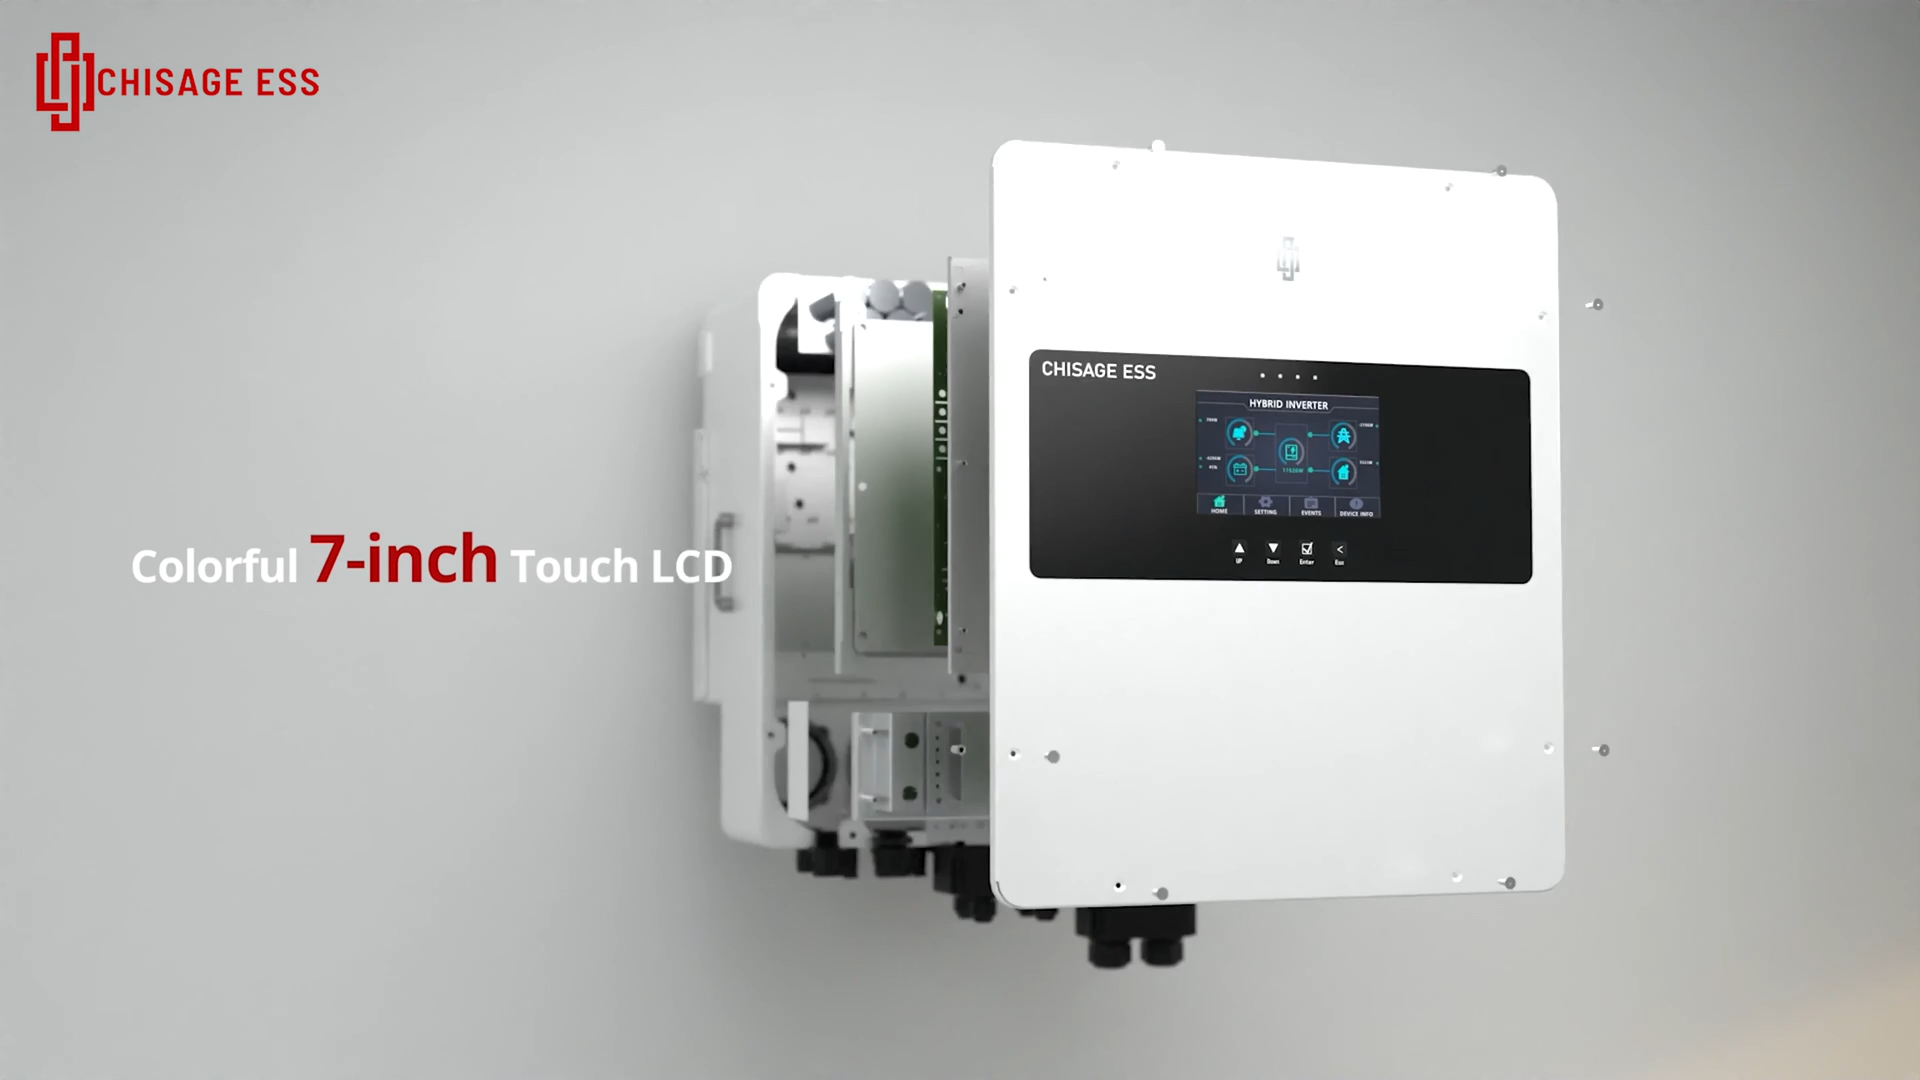 CHISAGE ESS
CHISAGE ESS
HYBRID INVERTER
11526W
HOME SETTING EVENTS DEVICE INFO
UP Down Enter Esc
Colorful 7-inch Touch LCD